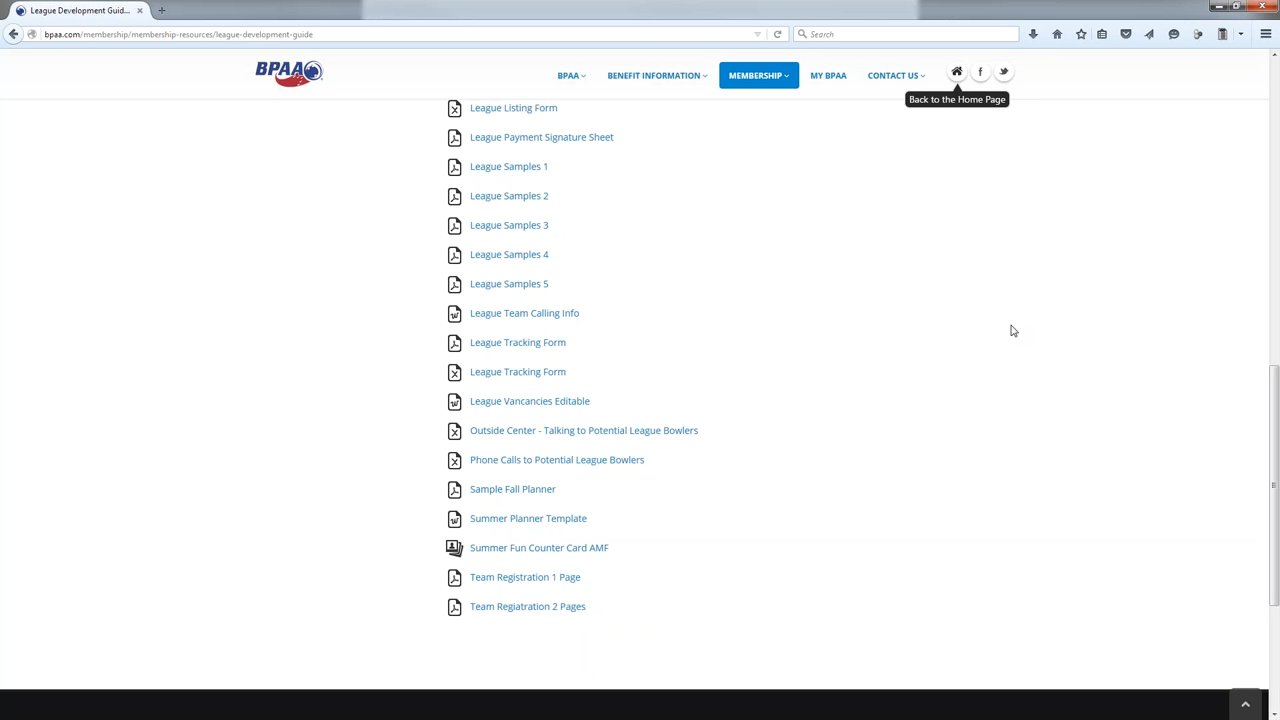 League Development Guid...
bpaa.com/membership/membership-resources/league-development-guide
Search
BPAA
BPAA
BENEFIT INFORMATION
MEMBERSHIP
MY BPAA
CONTACT US
Back to the Home Page
League Listing Form
League Payment Signature Sheet
League Samples 1
League Samples 2
League Samples 3
League Samples 4
League Samples 5
League Team Calling Info
League Tracking Form
League Tracking Form
League Vancancies Editable
Outside Center - Talking to Potential League Bowlers
Phone Calls to Potential League Bowlers
Sample Fall Planner
Summer Planner Template
Summer Fun Counter Card AMF
Team Registration 1 Page
Team Regiatration 2 Pages